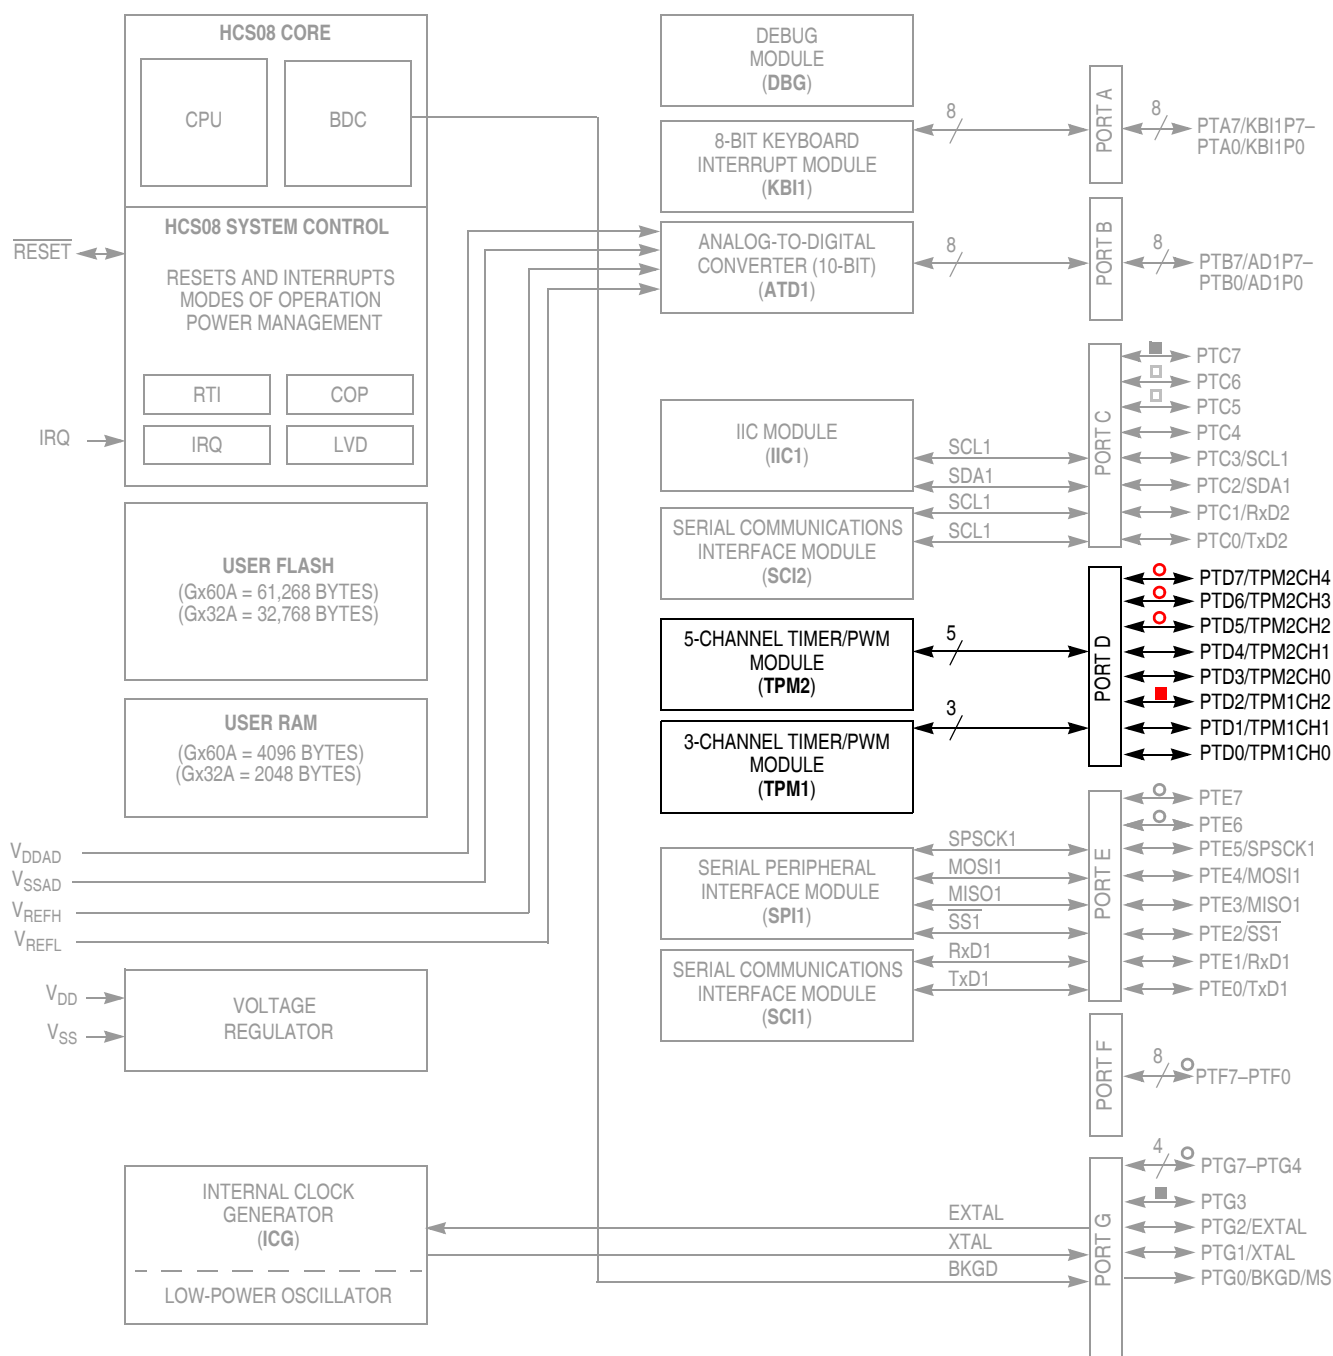 HCS08 CORE
CPU
BDC
HCS08 SYSTEM CONTROL
RESETS AND INTERRUPTS
MODES OF OPERATION
POWER MANAGEMENT
RTI
COP
IRQ
LVD
RESET
IRQ
USER FLASH
(Gx60A = 61,268 BYTES)
(Gx32A = 32,768 BYTES)
USER RAM
(Gx60A = 4096 BYTES)
(Gx32A = 2048 BYTES)
VDDAD
VSSAD
VREFH
VREFL
VDD
VSS
VOLTAGE
REGULATOR
INTERNAL CLOCK
GENERATOR
(ICG)
LOW-POWER OSCILLATOR
DEBUG
MODULE
(DBG)
8-BIT KEYBOARD
INTERRUPT MODULE
(KBI1)
8
ANALOG-TO-DIGITAL
CONVERTER (10-BIT)
(ATD1)
8
IIC MODULE
(IIC1)
SCL1
SDA1
SERIAL COMMUNICATIONS
INTERFACE MODULE
(SCI2)
SCL1
SCL1
5-CHANNEL TIMER/PWM
MODULE
(TPM2)
5
3-CHANNEL TIMER/PWM
MODULE
(TPM1)
3
SERIAL PERIPHERAL
INTERFACE MODULE
(SPI1)
SPSCK1
MOSI1
MISO1
SS1
SERIAL COMMUNICATIONS
INTERFACE MODULE
(SCI1)
RxD1
TxD1
EXTAL
XTAL
BKGD
PORT A
8
PTA7/KBI1P7–
PTA0/KBI1P0
PORT B
8
PTB7/AD1P7–
PTB0/AD1P0
PORT C
PTC7
PTC6
PTC5
PTC4
PTC3/SCL1
PTC2/SDA1
PTC1/RxD2
PTC0/TxD2
PORT D
PTD7/TPM2CH4
PTD6/TPM2CH3
PTD5/TPM2CH2
PTD4/TPM2CH1
PTD3/TPM2CH0
PTD2/TPM1CH2
PTD1/TPM1CH1
PTD0/TPM1CH0
PORT E
PTE7
PTE6
PTE5/SPSCK1
PTE4/MOSI1
PTE3/MISO1
PTE2/SS1
PTE1/RxD1
PTE0/TxD1
PORT F
8
PTF7–PTF0
PORT G
4
PTG7–PTG4
PTG3
PTG2/EXTAL
PTG1/XTAL
PTG0/BKGD/MS